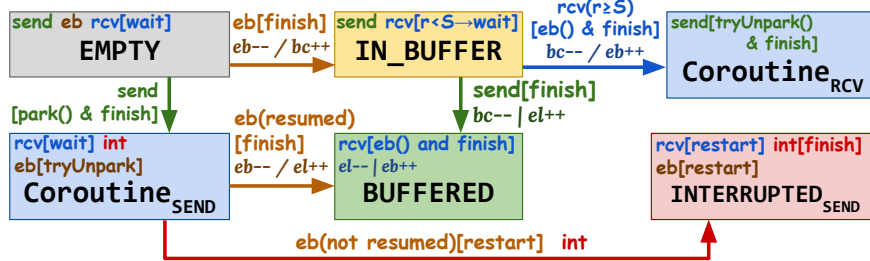 send eb rcv[wait]
EMPTY
eb[finish]
eb-- / bc++
send rcv[r<S→wait]
IN_BUFFER
rcv(r≥S)
[eb() & finish]
bc-- / eb++
send[tryUnpark()
& finish]
Coroutine_RCV
send
[park() & finish]
send[finish]
bc-- | el++
rcv[wait] int
eb[tryUnpark]
Coroutine_SEND
eb(resumed)
[finish]
eb-- / el++
rcv[eb() and finish]
el-- | eb++
BUFFERED
rcv[restart] int[finish]
eb[restart]
INTERRUPTED_SEND
eb(not resumed)[restart] int